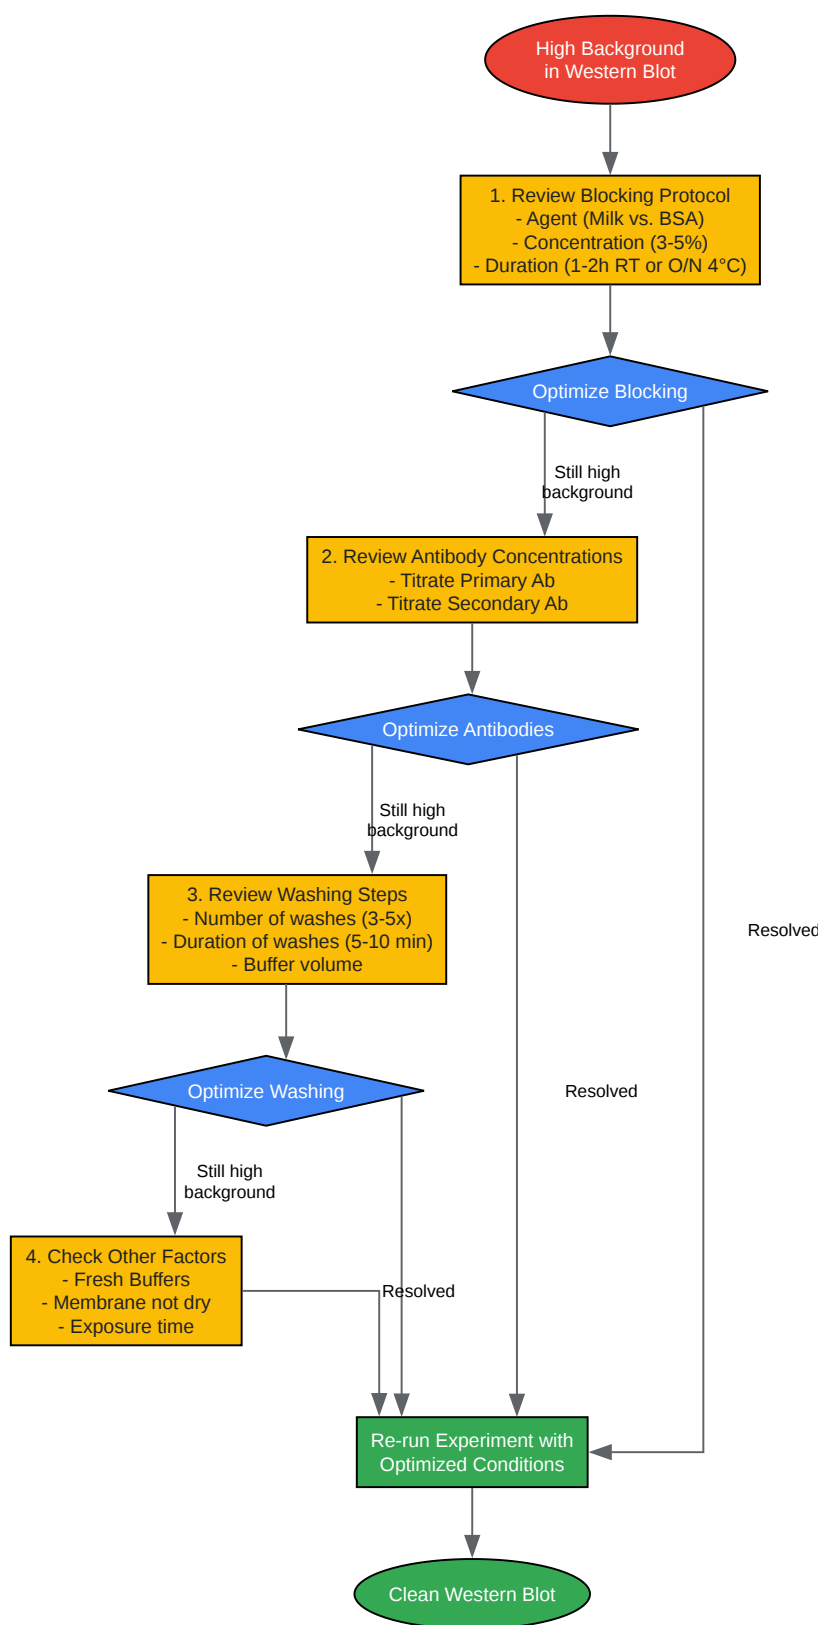 High Background
in Western Blot
1. Review Blocking Protocol
- Agent (Milk vs. BSA)
- Concentration (3-5%)
- Duration (1-2h RT or O/N 4°C)
Optimize Blocking
Still high
background
2. Review Antibody Concentrations
- Titrate Primary Ab
- Titrate Secondary Ab
Optimize Antibodies
Still high
background
3. Review Washing Steps
- Number of washes (3-5x)
- Duration of washes (5-10 min)
- Buffer volume
Resolved
Optimize Washing
Resolved
Still high
background
4. Check Other Factors
- Fresh Buffers
- Membrane not dry
- Exposure time
Resolved
Re-run Experiment with
Optimized Conditions
Clean Western Blot